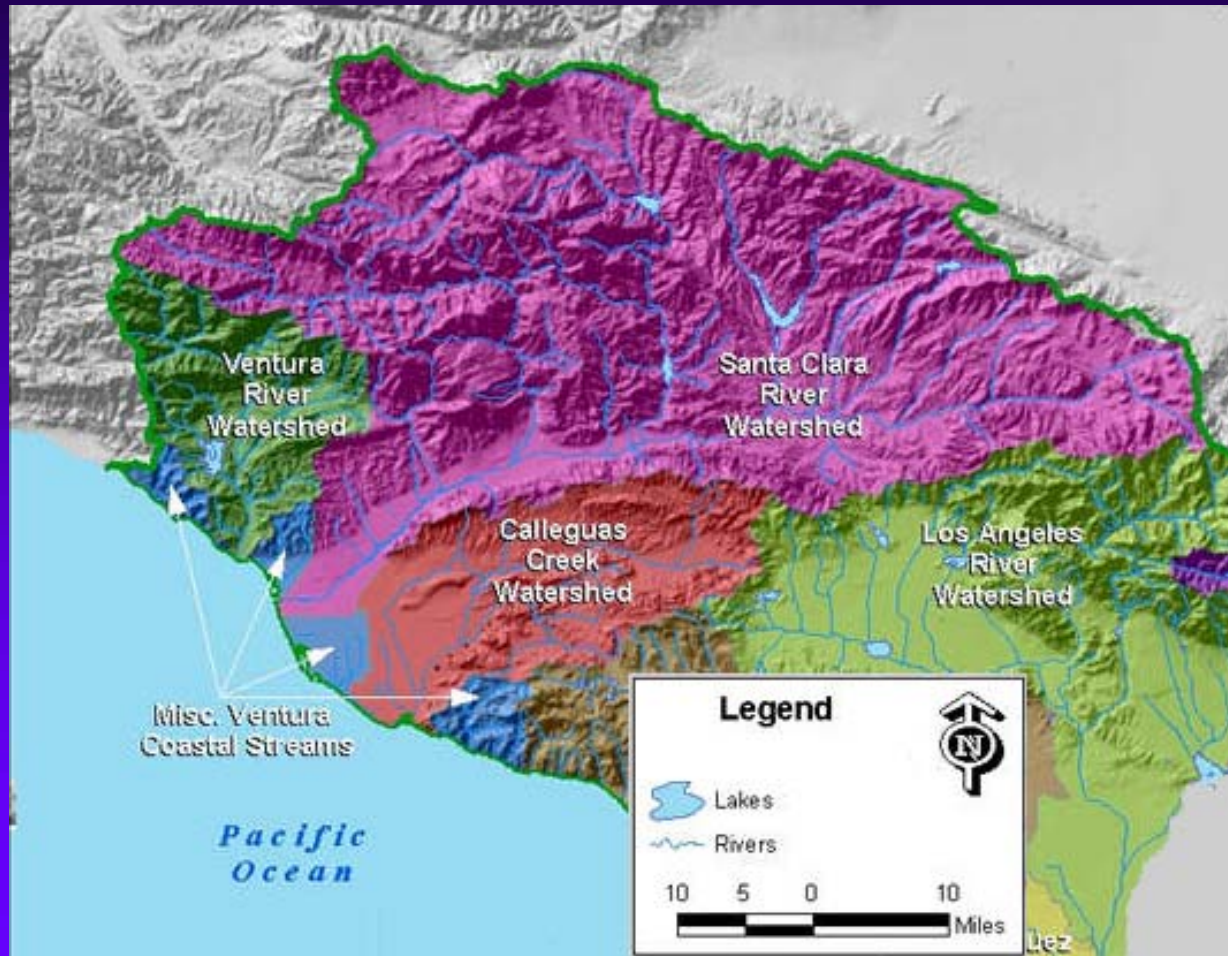 Ventura
River
Watershed
Santa Clara
River
Watershed
Calleguas
Creek
Watershed
Los Angeles
River
Watershed
Misc. Ventura
Coastal Streams
Pacific
Ocean
Legend
N
Lakes
Rivers
10 5 0 10
Miles